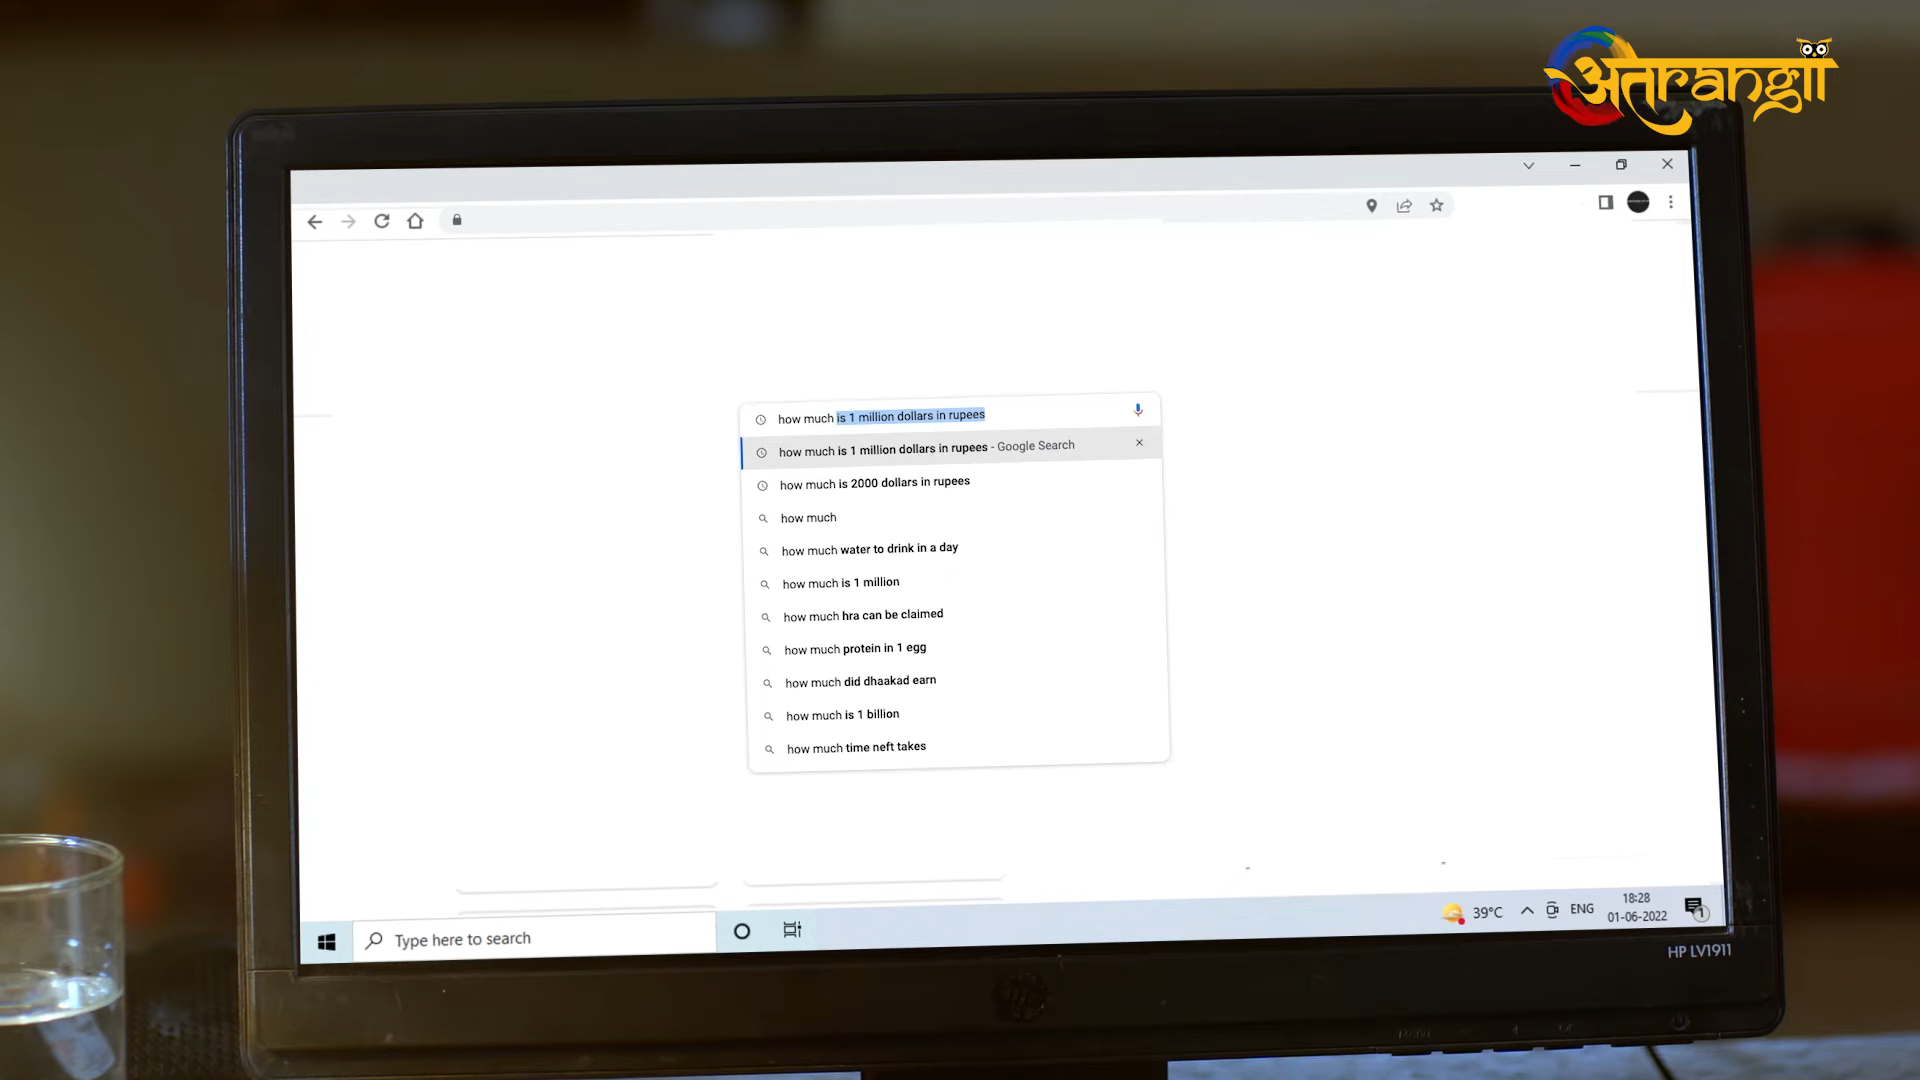 अतrangii
how much is 1 million dollars in rupees
how much is 1 million dollars in rupees - Google Search
how much is 2000 dollars in rupees
how much
how much water to drink in a day
how much is 1 million
how much hra can be claimed
how much protein in 1 egg
how much did dhaakad earn
how much is 1 billion
how much time neft takes
Type here to search
39°C
ENG
18:28
01-06-2022
1
HP LV1911
Menu